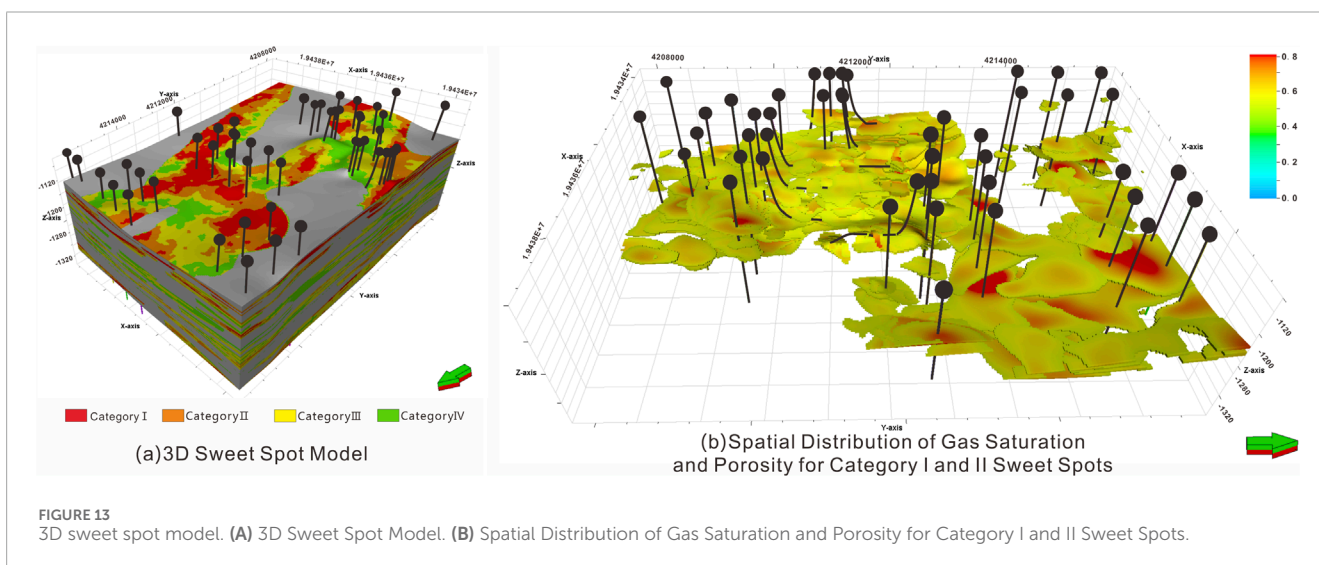 4208000
X-axis
1.9438E+7
1.9436E+7
1.9434E+7
Y-axis
4212000
4214000
Z-axis
-1120
-1200
Z-axis
-1280
-1320
Y-axis
X-axis
Category I
Category II
Category III
Category IV
(a)3D Sweet Spot Model
4208000
Y-axis
4212000
4214000
1.9434E+7
X-axis
1.9436E+7
1.9438E+7
X-axis
Z-axis
-1120
-1200
Z-axis
-1280
-1320
Y-axis
0.8
0.6
0.4
0.2
0.0
(b)Spatial Distribution of Gas Saturation
and Porosity for Category I and II Sweet Spots
FIGURE 13
3D sweet spot model. (A) 3D Sweet Spot Model. (B) Spatial Distribution of Gas Saturation and Porosity for Category I and II Sweet Spots.